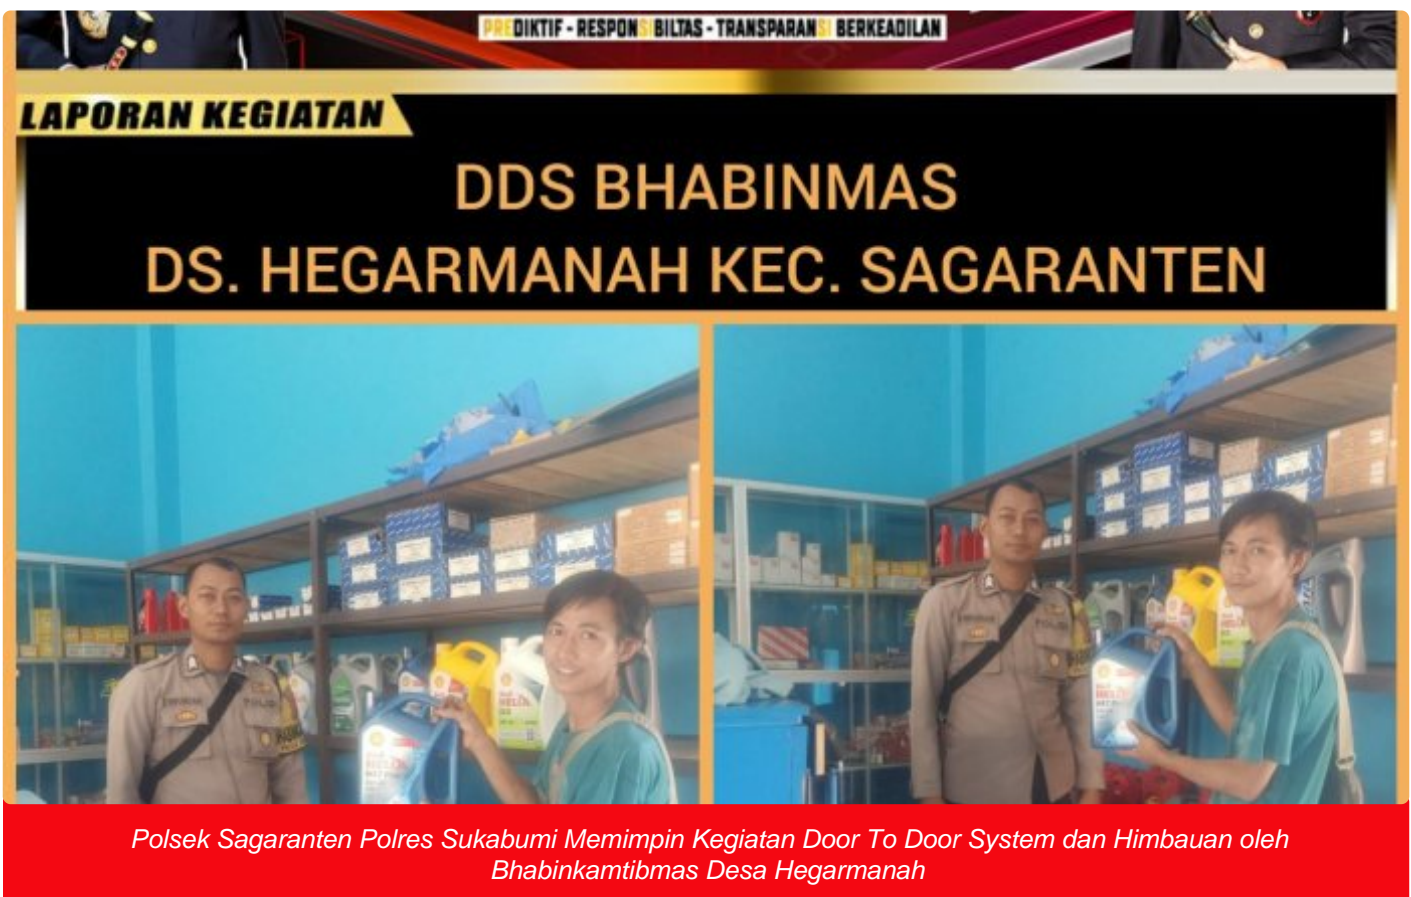 PREDIKTIF - RESPONSIBILTAS - TRANSPARANSI BERKEADILAN
LAPORAN KEGIATAN
DDS BHABINMAS
DS. HEGARMANAH KEC. SAGARANTEN
Polsek Sagaranten Polres Sukabumi Memimpin Kegiatan Door To Door System dan Himbauan oleh
Bhabinkamtibmas Desa Hegarmanah